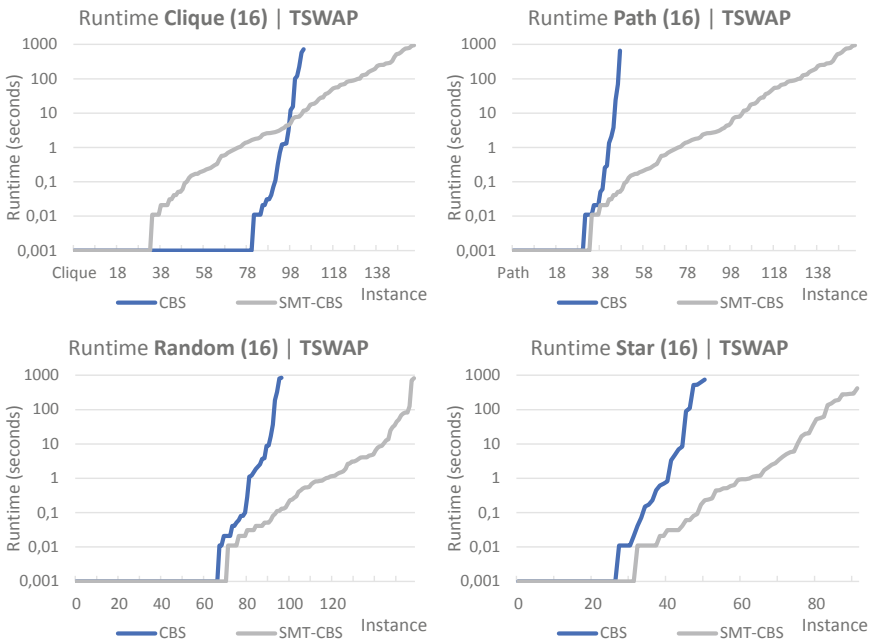 Runtime Clique (16) | TSWAP
Runtime (seconds)
1000
100
10
1
0,1
0,01
0,001
Clique 18 38 58 78 98 118 138
Instance
CBS SMT-CBS
Runtime Path (16) | TSWAP
Runtime (seconds)
1000
100
10
1
0,1
0,01
0,001
Path 18 38 58 78 98 118 138
Instance
CBS SMT-CBS
Runtime Random (16) | TSWAP
Runtime (seconds)
1000
100
10
1
0,1
0,01
0,001
0 20 40 60 80 100 120
Instance
CBS SMT-CBS
Runtime Star (16) | TSWAP
Runtime (seconds)
1000
100
10
1
0,1
0,01
0,001
0 20 40 60 80
Instance
CBS SMT-CBS